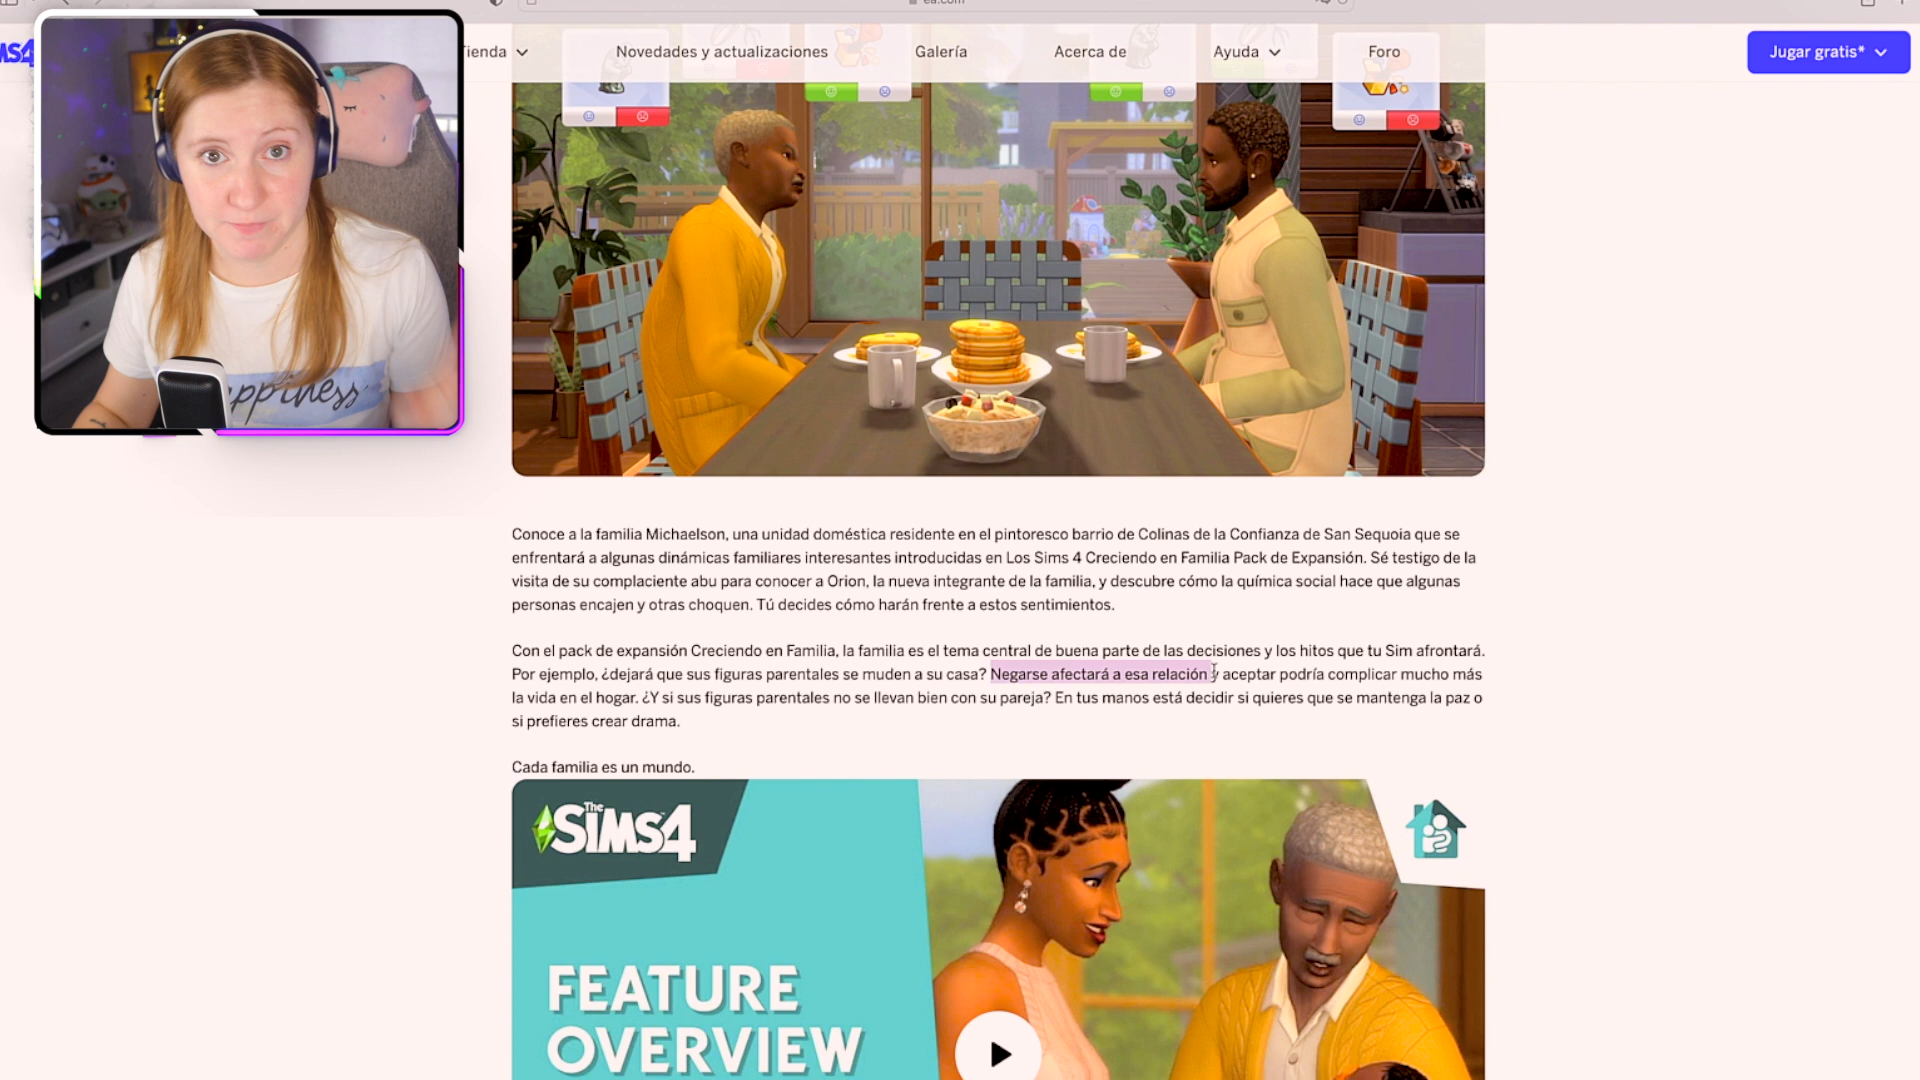 ea.com
MS4
Tienda
Novedades y actualizaciones
Galería
Acerca de
Ayuda
Foro
Jugar gratis*
appiness
Conoce a la familia Michaelson, una unidad doméstica residente en el pintoresco barrio de Colinas de la Confianza de San Sequoia que se
enfrentará a algunas dinámicas familiares interesantes introducidas en Los Sims 4 Creciendo en Familia Pack de Expansión. Sé testigo de la
visita de su complaciente abu para conocer a Orion, la nueva integrante de la familia, y descubre cómo la química social hace que algunas
personas encajen y otras choquen. Tú decides cómo harán frente a estos sentimientos.
Con el pack de expansión Creciendo en Familia, la familia es el tema central de buena parte de las decisiones y los hitos que tu Sim afrontará.
Por ejemplo, ¿dejará que sus figuras parentales se muden a su casa? Negarse afectará a esa relación y aceptar podría complicar mucho más
la vida en el hogar. ¿Y si sus figuras parentales no se llevan bien con su pareja? En tus manos está decidir si quieres que se mantenga la paz o
si prefieres crear drama.
Cada familia es un mundo.
The
SIMS4
FEATURE
OVERVIEW